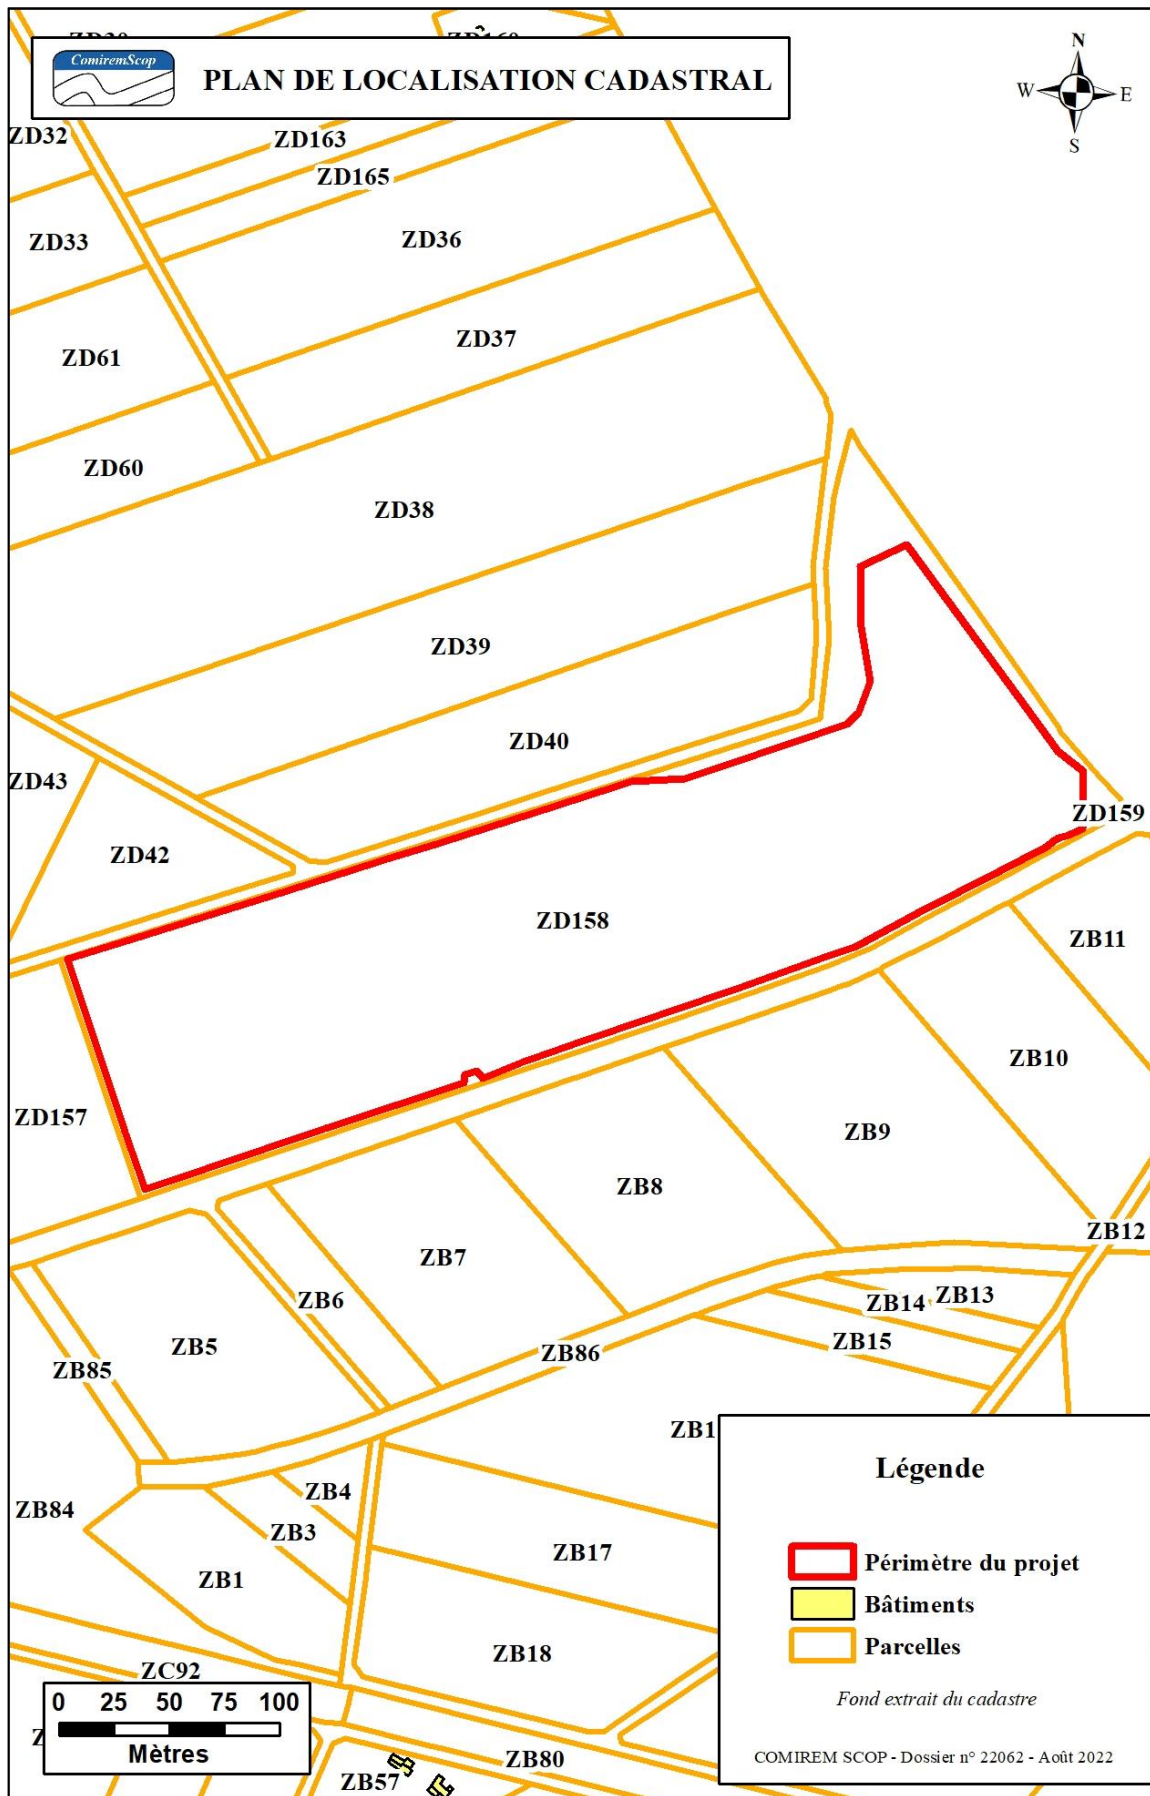 ComiremScop
PLAN DE LOCALISATION CADASTRAL
N
W
E
S
ZD32
ZD163
ZD165
ZD33
ZD36
ZD61
ZD37
ZD60
ZD38
ZD39
ZD40
ZD43
ZD42
ZD159
ZD158
ZB11
ZB10
ZD157
ZB9
ZB8
ZB12
ZB7
ZB6
ZB14
ZB13
ZB5
ZB15
ZB86
ZB85
ZB1
ZB4
ZB84
ZB3
ZB17
ZB1
ZB18
ZC92
ZB80
ZB57
Légende
Périmètre du projet
Bâtiments
Parcelles
Fond extrait du cadastre
COMIREM SCOP - Dossier n° 22062 - Août 2022
0 25 50 75 100
Mètres